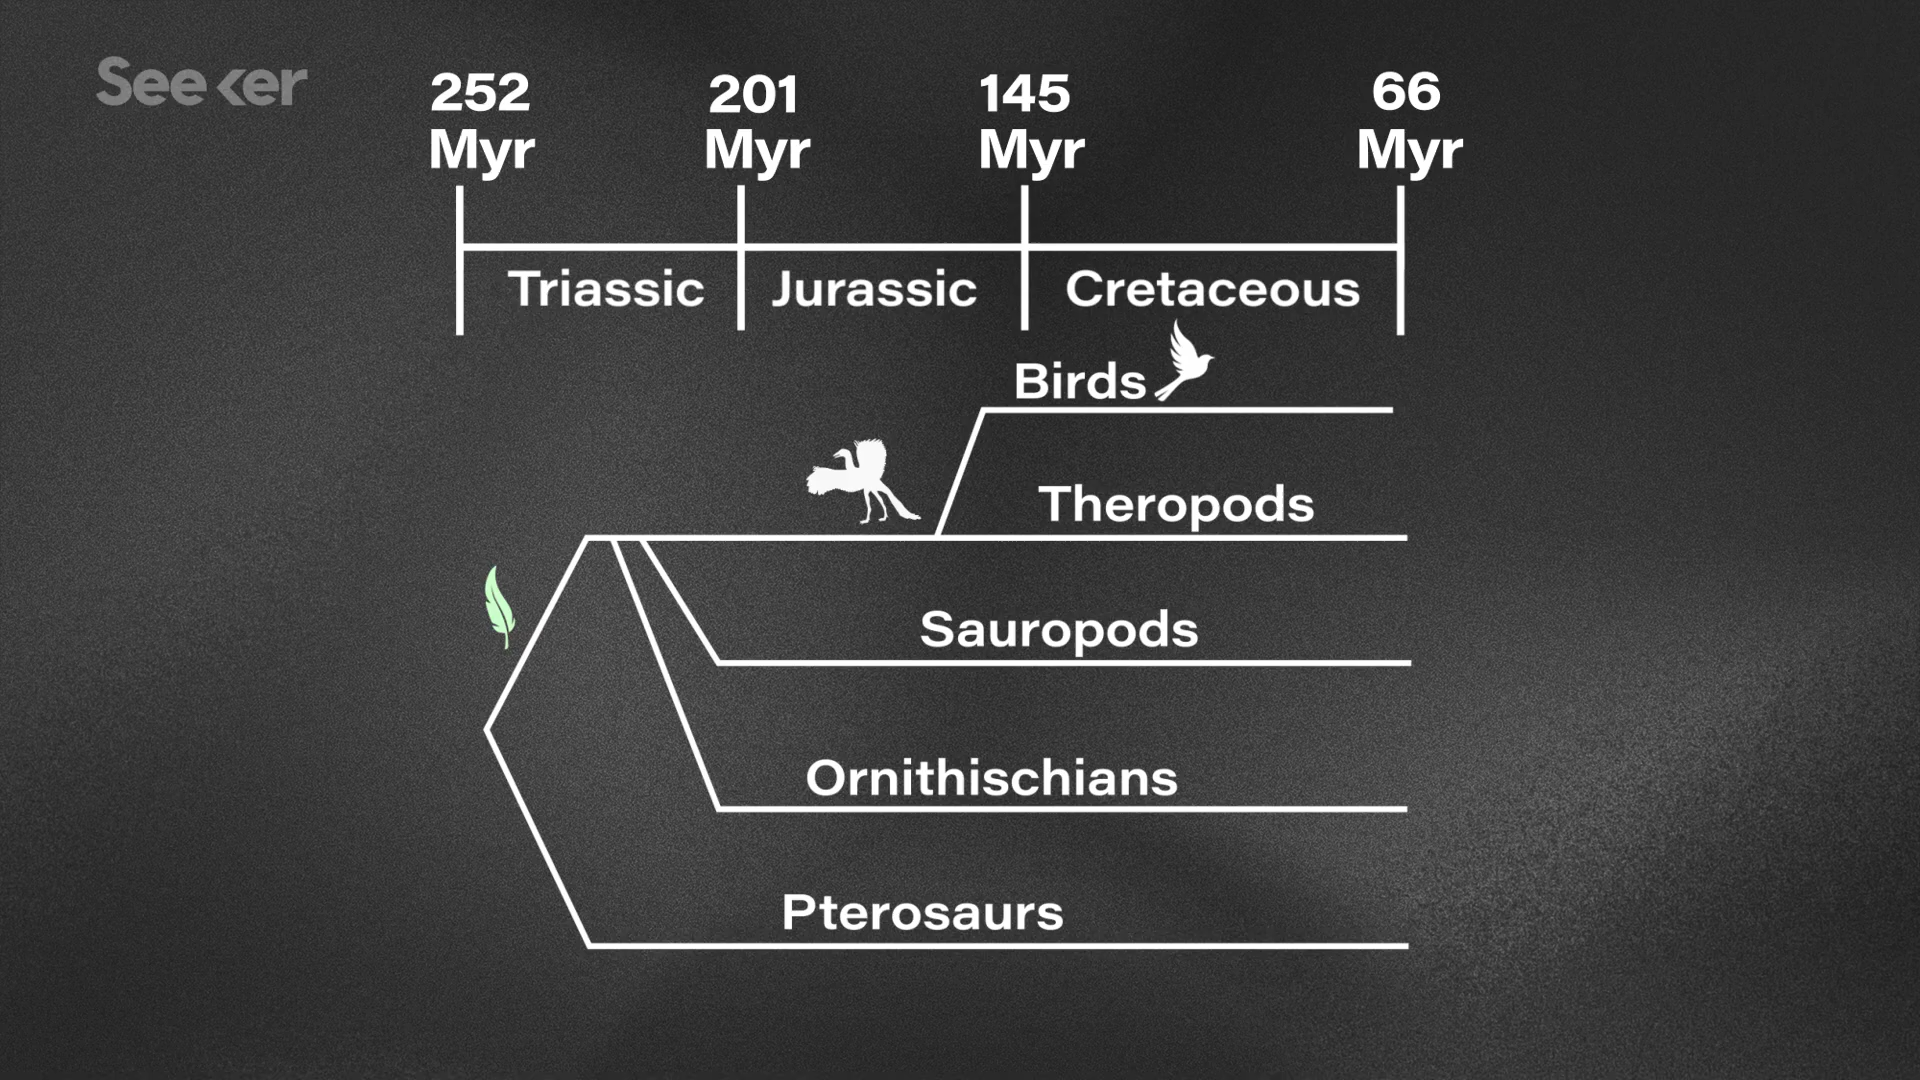 Seeker
252
Myr
201
Myr
145
Myr
66
Myr
Triassic
Jurassic
Cretaceous
Birds
Theropods
Sauropods
Ornithischians
Pterosaurs